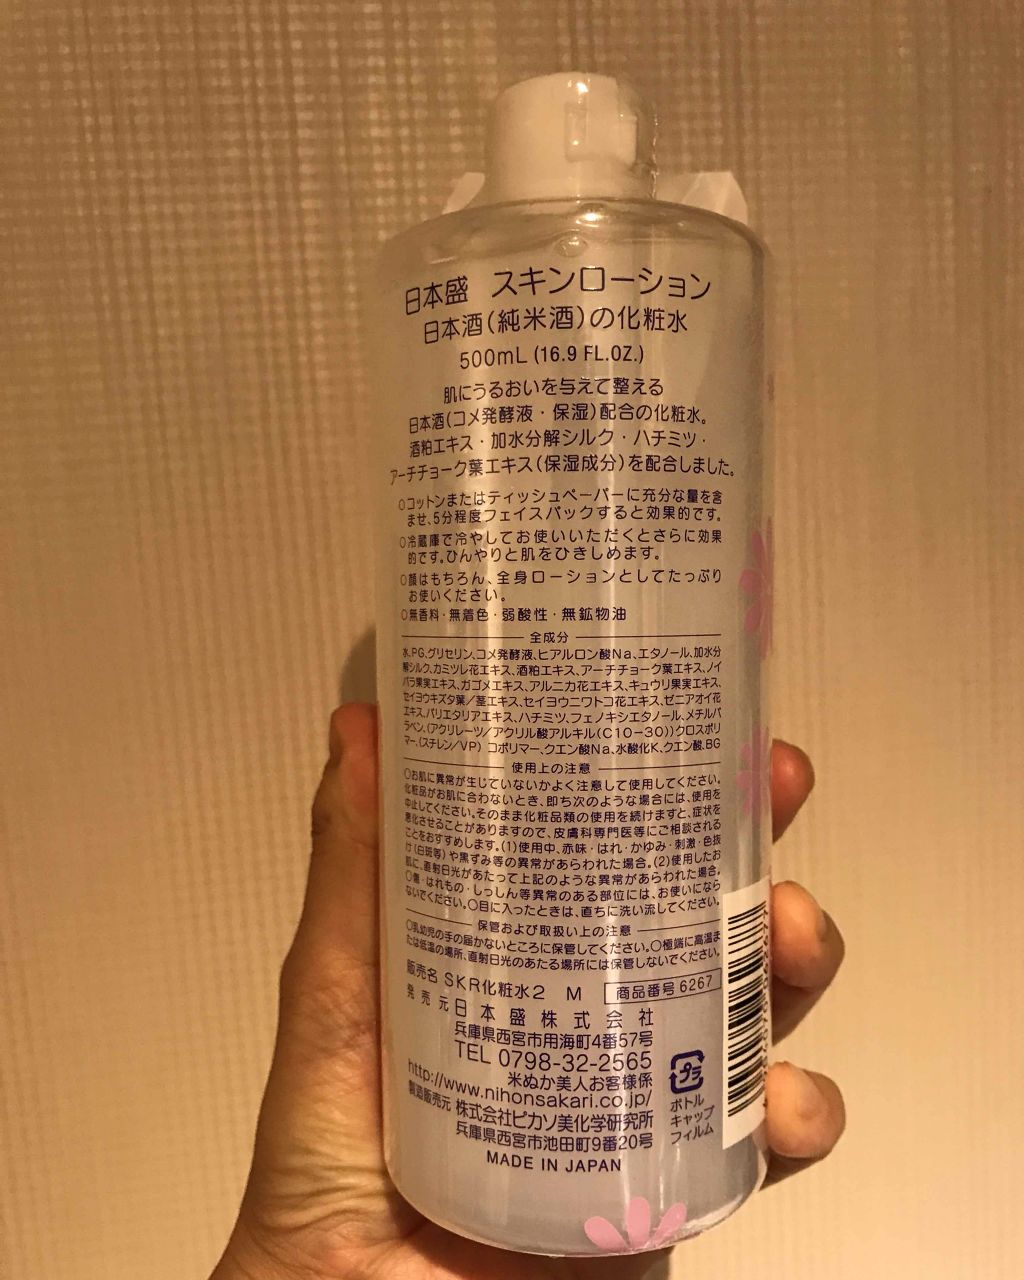 日本盛 スキンローション
日本酒(純米酒)の化粧水
500mL (16.9 FL.OZ.)
肌にうるおいを与えて整える
日本酒(コメ発酵液・保湿)配合の化粧水。
酒粕エキス・加水分解シルク・ハチミツ・
アーチチョーク葉エキス(保湿成分)を配合しました。
○コットンまたはティッシュペーパーに充分な量を含
ませ、5分程度フェイスパックすると効果的です。
○冷蔵庫で冷やしてお使いいただくとさらに効果
的です。ひんやりと肌をひきしめます。
○顔はもちろん、全身ローションとしてたっぷり
お使いください。
○無香料・無着色・弱酸性・無鉱物油
全成分
水、PG、グリセリン、コメ発酵液、ヒアルロン酸Na、エタノール、加水分
解シルク、カミツレ花エキス、酒粕エキス、アーチチョーク葉エキス、ノイ
バラ果実エキス、ガゴメエキス、アルニカ花エキス、キュウリ果実エキス、
セイヨウキズタ葉/茎エキス、セイヨウニワトコ花エキス、ゼニアオイ花
エキス、パリエタリアエキス、ハチミツ、フェノキシエタノール、メチルパ
ラベン、(アクリレーツ/アクリル酸アルキル(C10-30))クロスポリ
マー、(スチレン/VP) コポリマー、クエン酸Na、水酸化K、クエン酸、BG
使用上の注意
○お肌に異常が生じていないかよく注意して使用してください。
化粧品がお肌に合わないとき、即ち次のような場合には、使用を
中止してください。そのまま化粧品類の使用を続けますと、症状を
悪化させることがありますので、皮膚科専門医等にご相談される
ことをおすすめします。(1)使用中、赤味・はれ・かゆみ・刺激・色抜
け(白斑等)や黒ずみ等の異常があらわれた場合。(2)使用したお
肌に、直射日光があたって上記のような異常があらわれた場合。
○傷・はれもの・しっしん等異常のある部位には、お使いになら
ないでください。○目に入ったときは、直ちに洗い流してください。
保管および取扱い上の注意
○乳幼児の手の届かないところに保管してください。○極端に高温ま
たは低温の場所、直射日光のあたる場所には保管しないでください。
販売名 SKR化粧水2 M 商品番号 6267
発売元 日本盛株式会社
兵庫県西宮市用海町4番57号
TEL 0798-32-2565
米ぬか美人お客様係
http://www.nihonsakari.co.jp/
製造販売元 株式会社ピカソ美化学研究所
兵庫県西宮市池田町9番20号
MADE IN JAPAN
プラ
ボトル
キャップ
フィルム